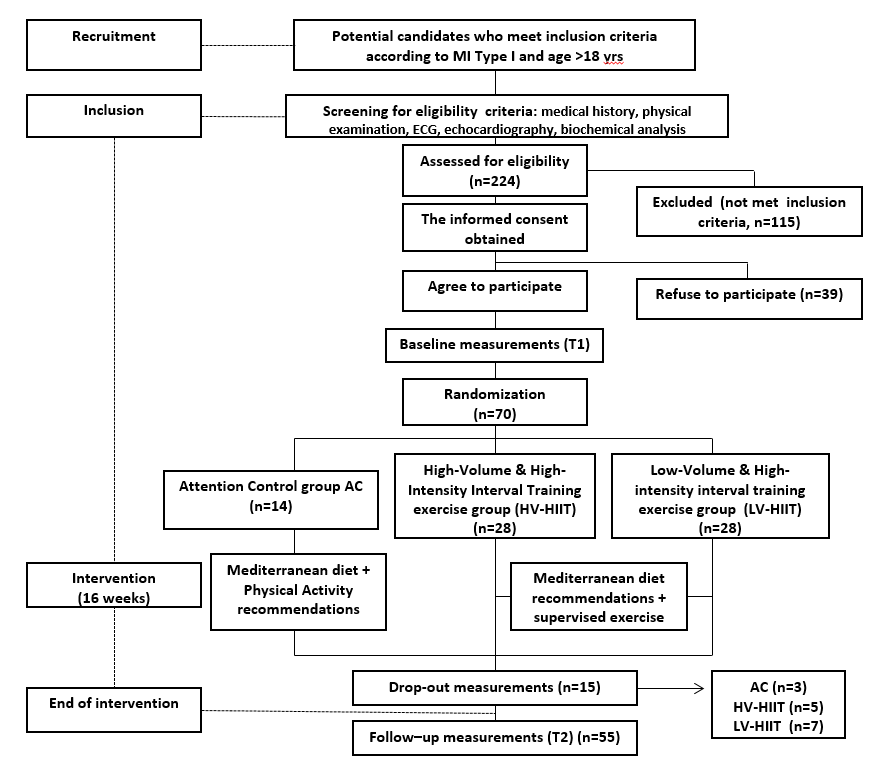 Recruitment
Potential candidates who meet inclusion criteria
according to MI Type I and age >18 yrs
Inclusion
Screening for eligibility criteria: medical history, physical
examination, ECG, echocardiography, biochemical analysis
Assessed for eligibility
(n=224)
Excluded (not met inclusion
criteria, n=115)
The informed consent
obtained
Agree to participate
Refuse to participate (n=39)
Baseline measurements (T1)
Randomization
(n=70)
Attention Control group AC
(n=14)
High-Volume & High-
Intensity Interval Training
exercise group (HV-HIIT)
(n=28)
Low-Volume & High-
intensity interval training
exercise group (LV-HIIT)
(n=28)
Intervention
(16 weeks)
Mediterranean diet +
Physical Activity
recommendations
Mediterranean diet
recommendations +
supervised exercise
End of intervention
Drop-out measurements (n=15)
AC (n=3)
HV-HIIT (n=5)
LV-HIIT (n=7)
Follow–up measurements (T2) (n=55)